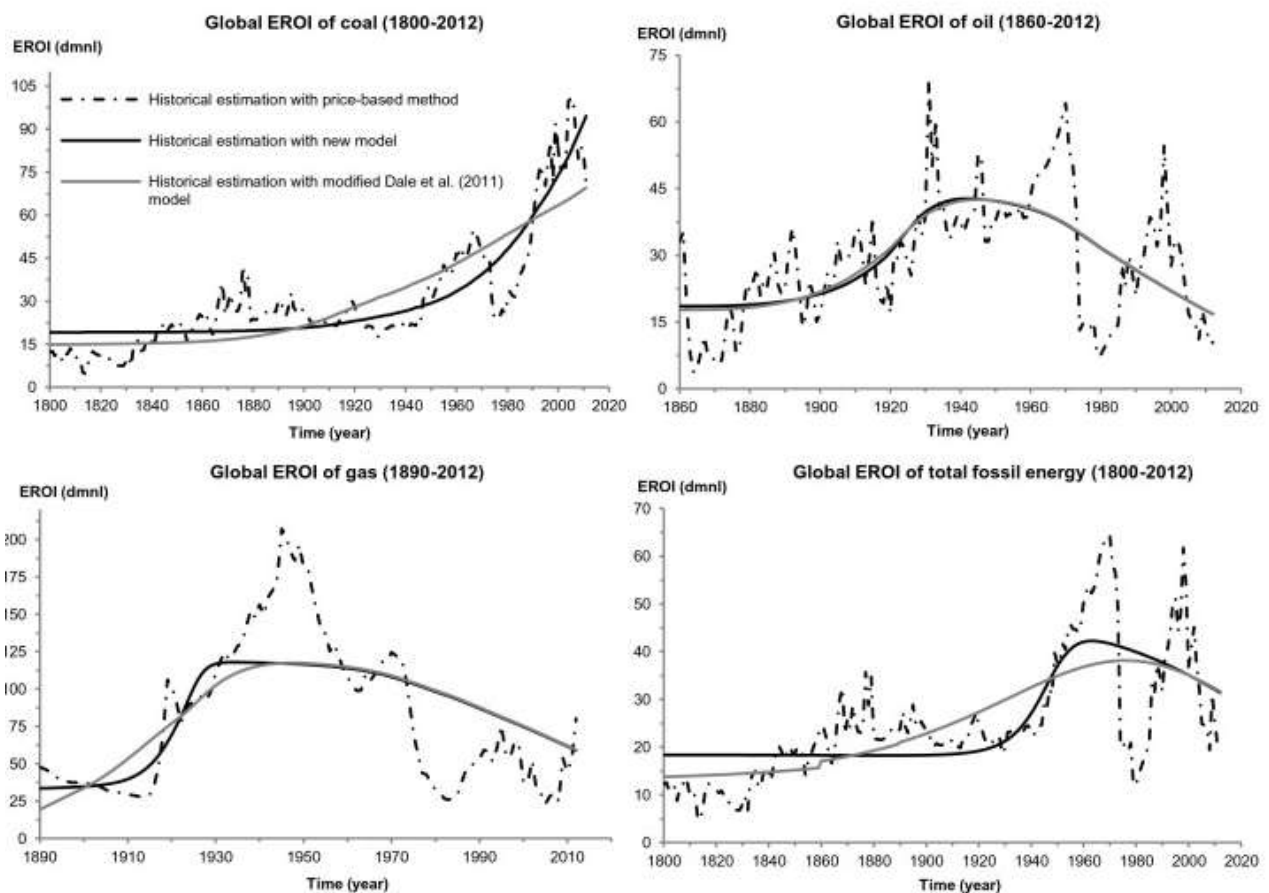 Global EROI of coal (1800-2012)
EROI (dmnl)
105
90
75
60
45
30
15
0
Historical estimation with price-based method
Historical estimation with new model
Historical estimation with modified Dale et al. (2011)
model
1800 1820 1840 1860 1880 1900 1920 1940 1960 1980 2000 2020
Time (year)
Global EROI of oil (1860-2012)
EROI (dmnl)
75
60
45
30
15
0
1860 1880 1900 1920 1940 1960 1980 2000 2020
Time (year)
Global EROI of gas (1890-2012)
EROI (dmnl)
200
175
150
125
100
75
50
25
0
1890 1910 1930 1950 1970 1990 2010
Time (year)
Global EROI of total fossil energy (1800-2012)
EROI (dmnl)
70
60
50
40
30
20
10
0
1800 1820 1840 1860 1880 1900 1920 1940 1960 1980 2000 2020
Time (year)